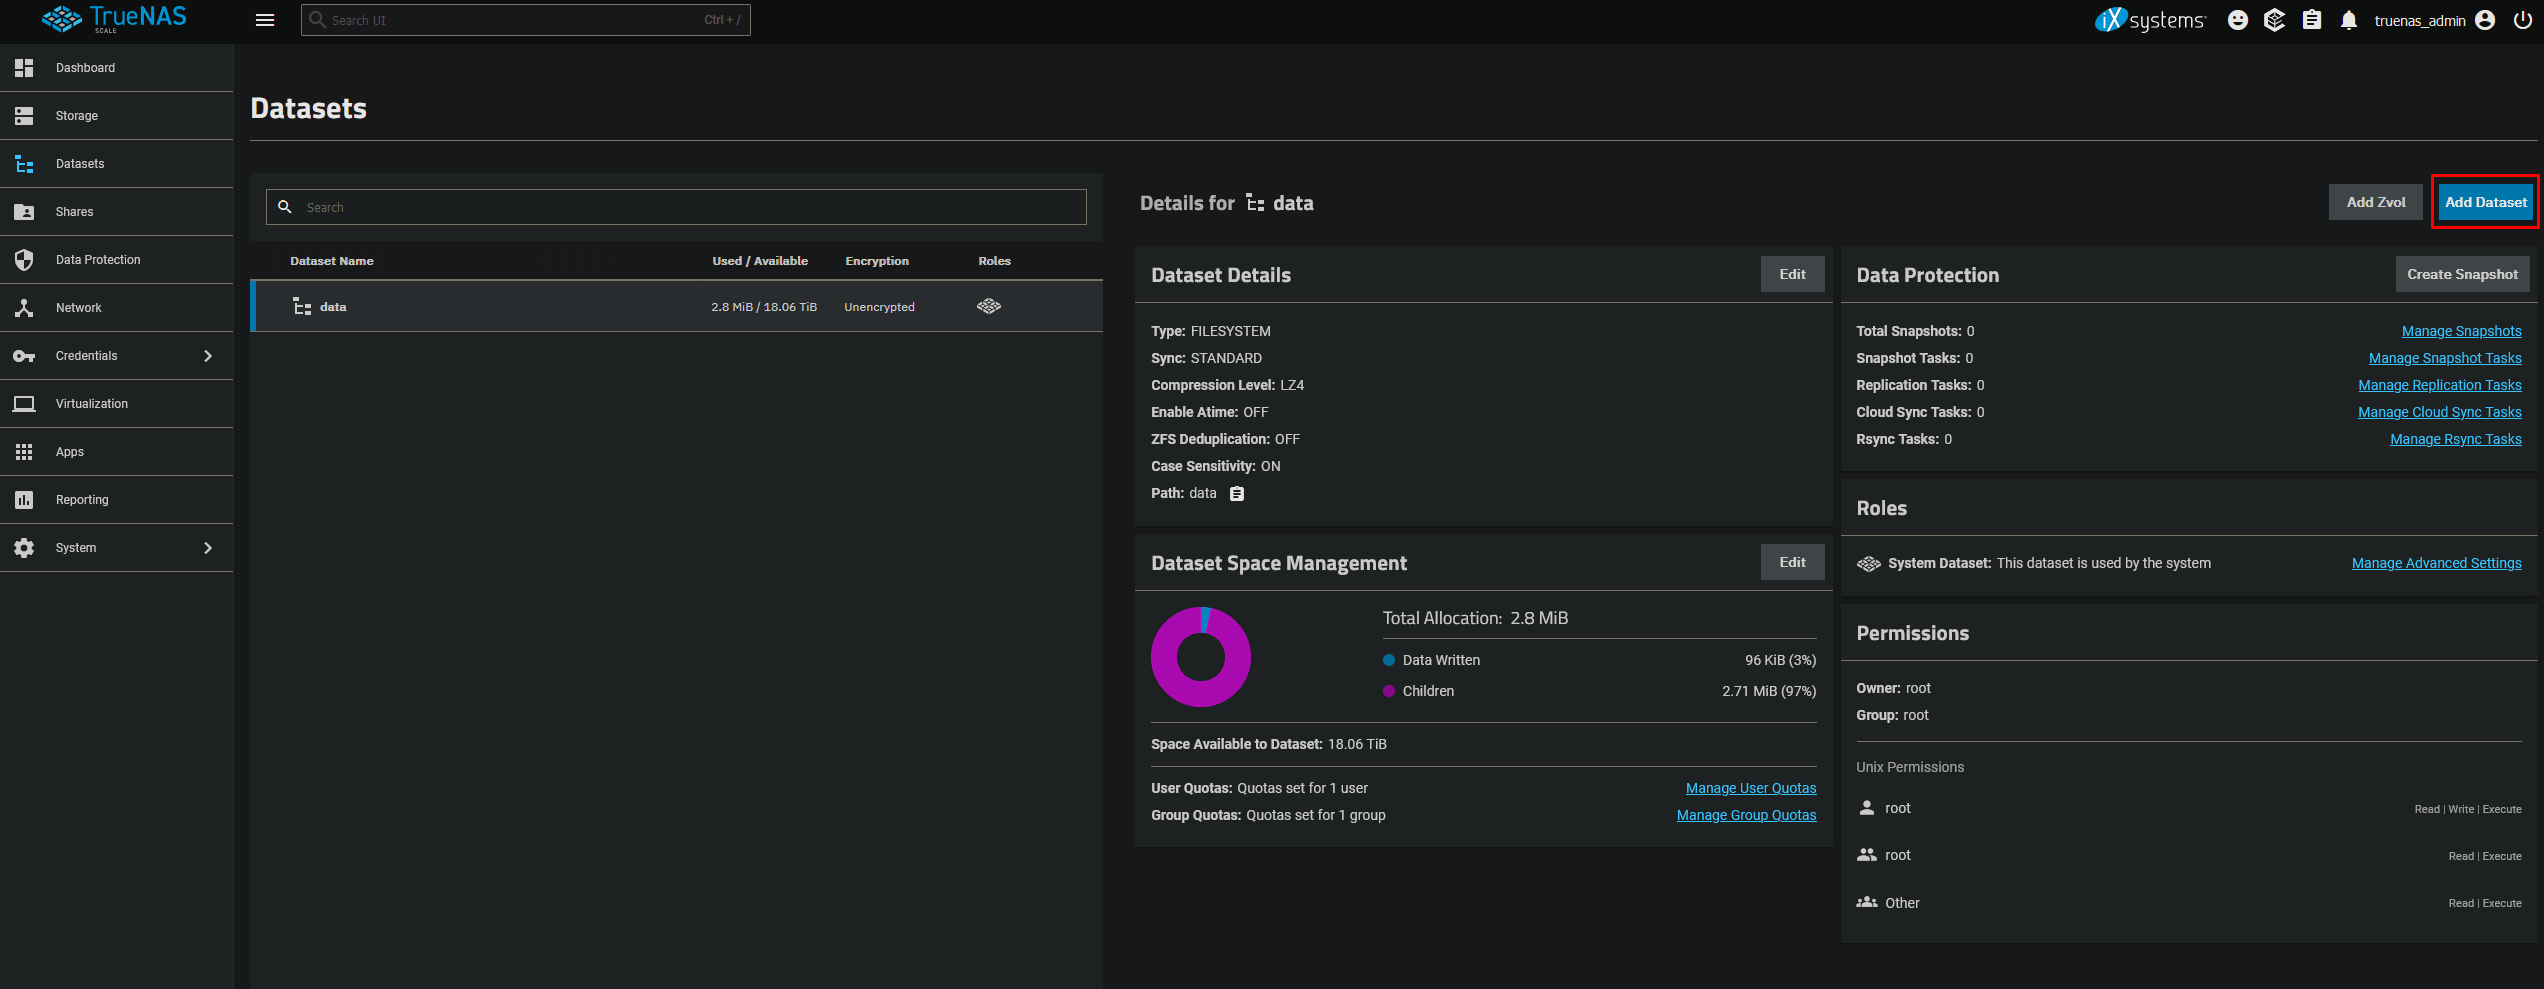 TrueNAS
SCALE
Search UI
Ctrl + /
iXsystems
truenas_admin
Dashboard
Storage
Datasets
Shares
Data Protection
Network
Credentials
Virtualization
Apps
Reporting
System
Datasets
Search
Dataset Name Used / Available Encryption Roles
data 2.8 MiB / 18.06 TiB Unencrypted
Details for data
Add Zvol
Add Dataset
Dataset Details
Edit
Type: FILESYSTEM
Sync: STANDARD
Compression Level: LZ4
Enable Atime: OFF
ZFS Deduplication: OFF
Case Sensitivity: ON
Path: data
Dataset Space Management
Edit
Total Allocation: 2.8 MiB
Data Written 96 KiB (3%)
Children 2.71 MiB (97%)
Space Available to Dataset: 18.06 TiB
User Quotas: Quotas set for 1 user Manage User Quotas
Group Quotas: Quotas set for 1 group Manage Group Quotas
Data Protection
Create Snapshot
Total Snapshots: 0 Manage Snapshots
Snapshot Tasks: 0 Manage Snapshot Tasks
Replication Tasks: 0 Manage Replication Tasks
Cloud Sync Tasks: 0 Manage Cloud Sync Tasks
Rsync Tasks: 0 Manage Rsync Tasks
Roles
System Dataset: This dataset is used by the system Manage Advanced Settings
Permissions
Owner: root
Group: root
Unix Permissions
root Read | Write | Execute
root Read | Execute
Other Read | Execute